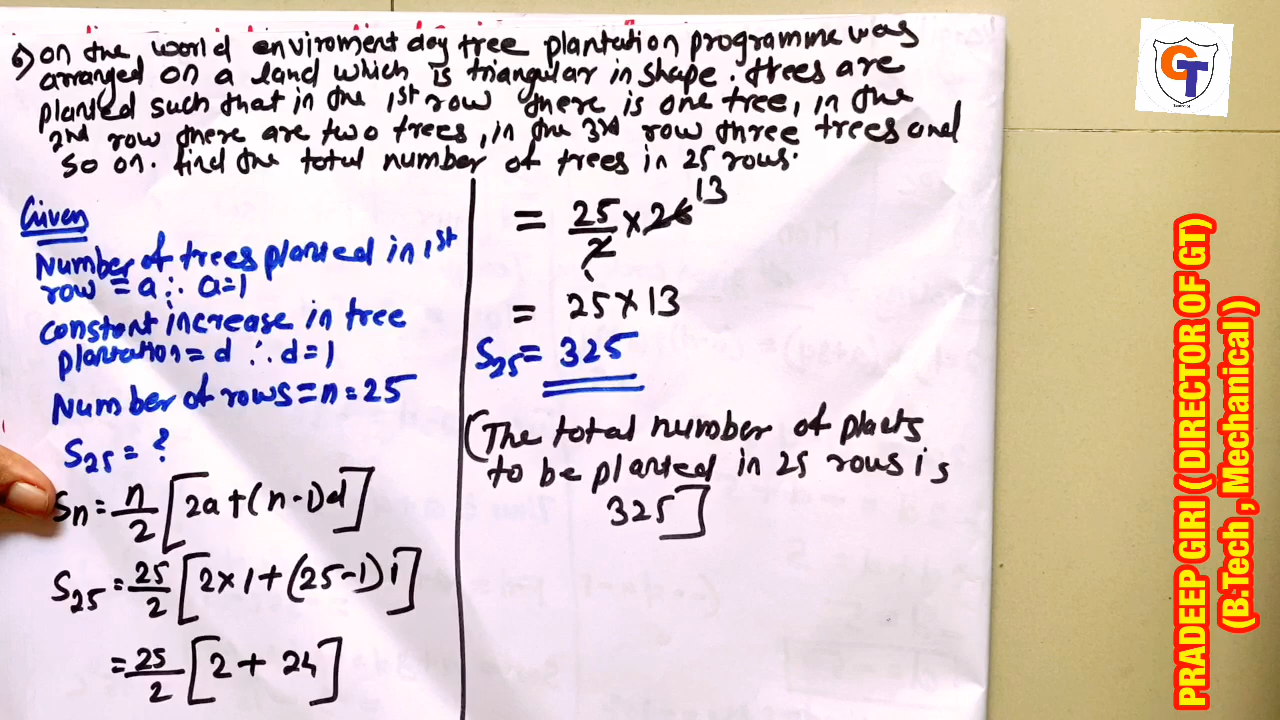 6) on the world enviroment day tree plantation programme was
arranged on a land which is triangular in shape. trees are
planted such that in the 1st row there is one tree, in the
2nd row there are two trees, in the 3rd row three trees and
so on. find the total number of trees in 25 rows.
Given
Number of trees planted in 1st
row = a ∴ a=1
constant increase in tree
plantation = d ∴ d=1
Number of rows = n = 25
S25 = ?
Sn = n/2 [2a + (n-1)d]
S25 = 25/2 [2×1 + (25-1)1]
= 25/2 [2 + 24]
= 25/2 × 26 13
= 25 × 13
S25 = 325
(The total number of plaets
to be planted in 25 rows is
325]
GT
PRADEEP GIRI ( DIRECTOR OF GT)
(B.Tech , Mechanical )